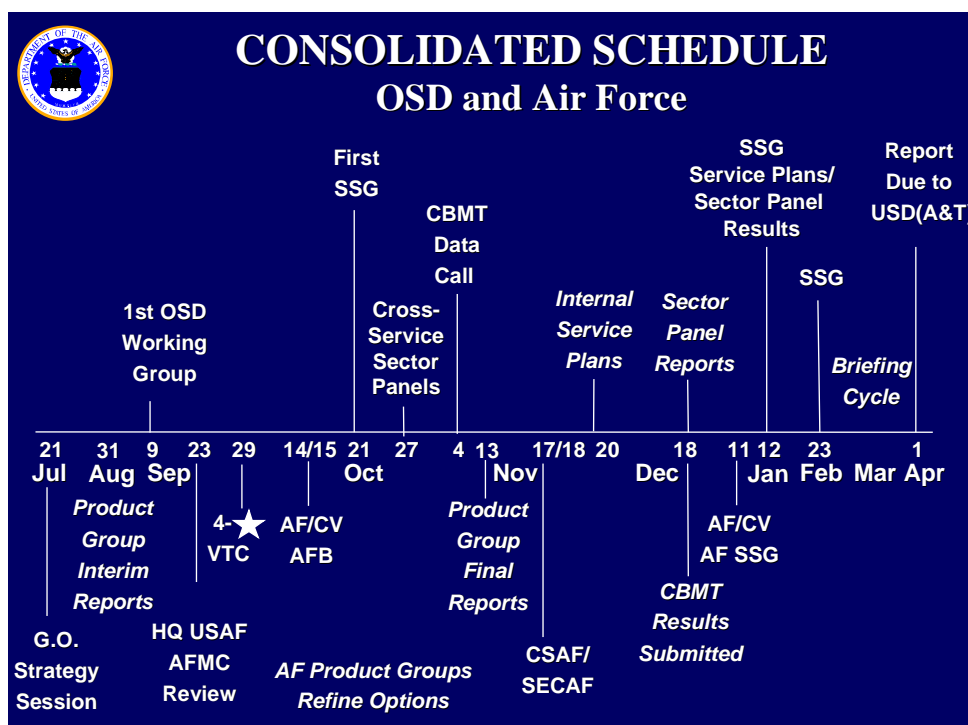 DEPARTMENT OF THE AIR FORCE
UNITED STATES OF AMERICA
CONSOLIDATED SCHEDULE
OSD and Air Force
First
SSG
CBMT
Data
Call
SSG
Service Plans/
Sector Panel
Results
Report
Due to
USD(A&T)
1st OSD
Working
Group
Cross-
Service
Sector
Panels
Internal
Service
Plans
Sector
Panel
Reports
SSG
Briefing
Cycle
21 31 9 23 29 14/15 21 27 4 13 17/18 20 18 11 12 23 1
Jul Aug Sep Oct Nov Dec Jan Feb Mar Apr
Product
Group
Interim
Reports
4-
VTC
AF/CV
AFB
Product
Group
Final
Reports
AF/CV
AF SSG
CBMT
Results
Submitted
G.O.
Strategy
Session
HQ USAF
AFMC
Review
AF Product Groups
Refine Options
CSAF/
SECAF